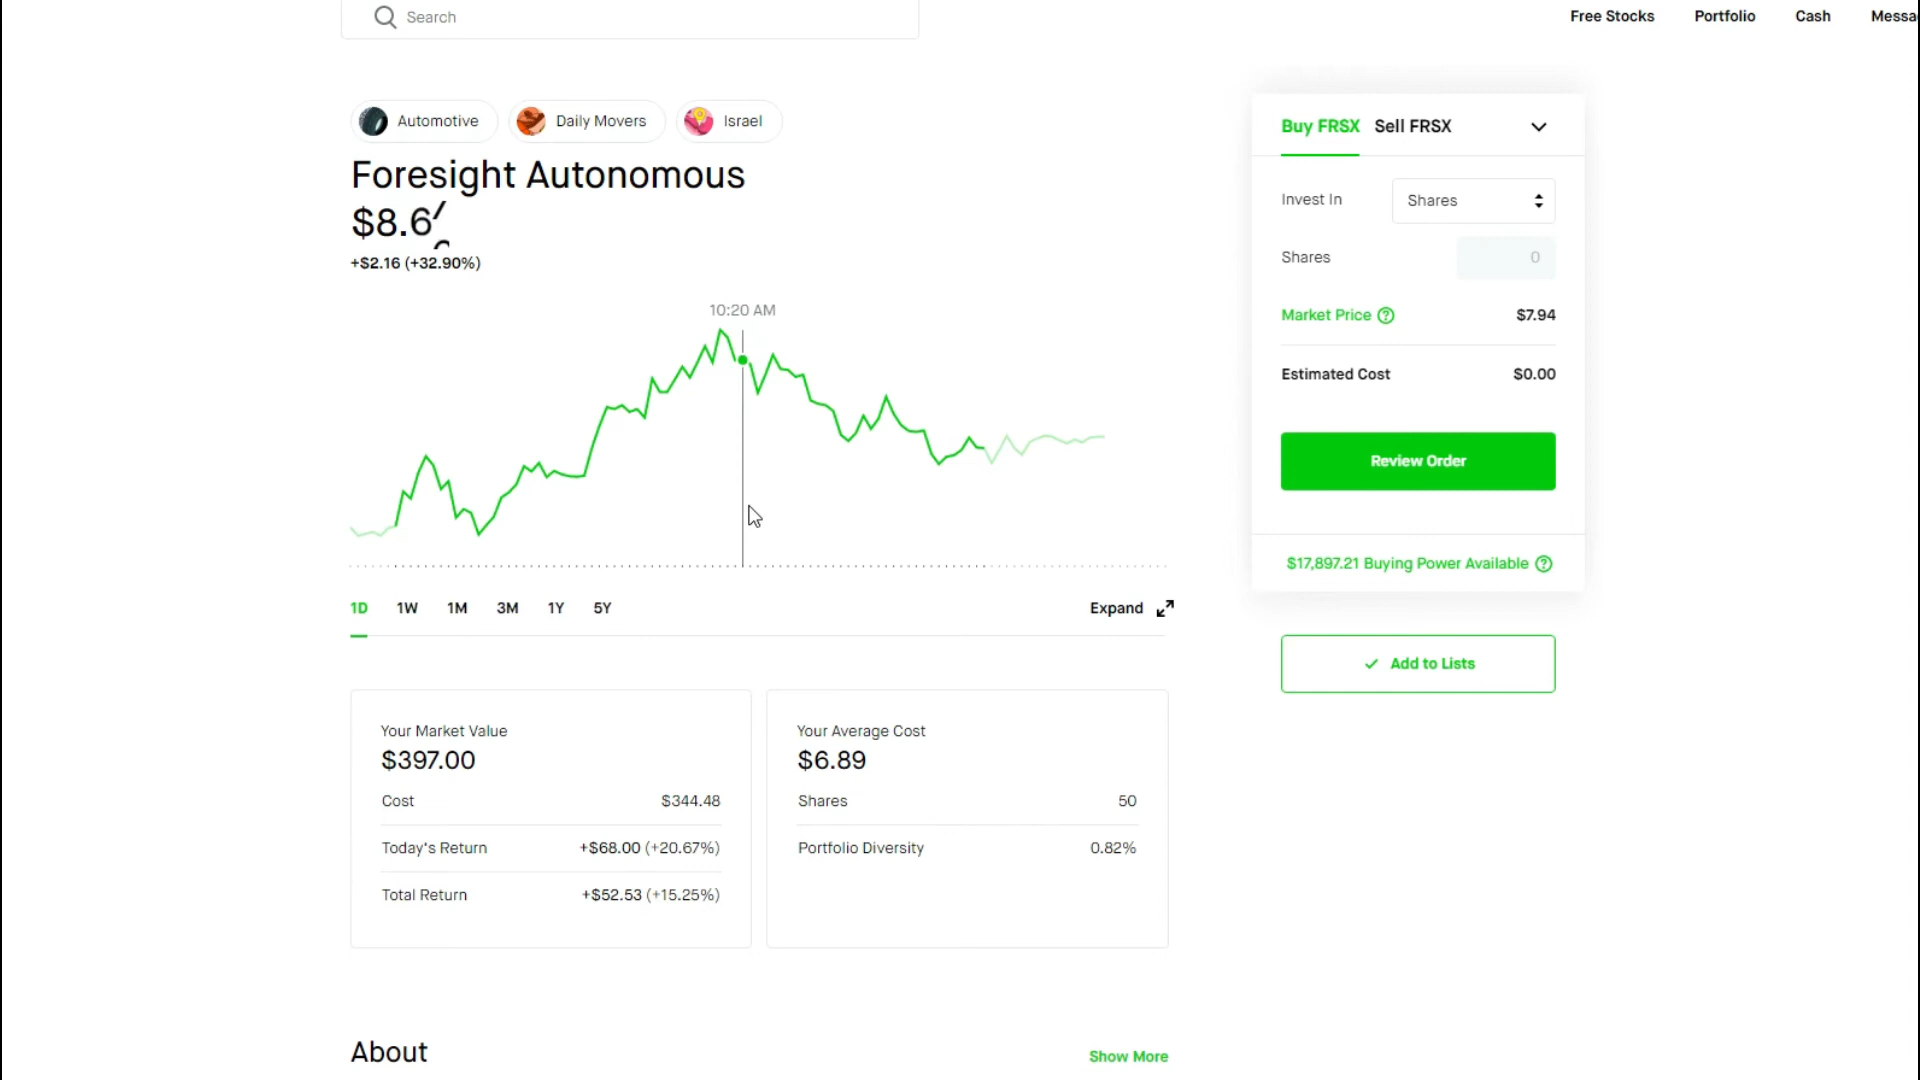 Search
Free Stocks Portfolio Cash Messa
Automotive Daily Movers Israel
Foresight Autonomous
$8.6
+$2.16 (+32.90%)
10:20 AM
1D 1W 1M 3M 1Y 5Y
Expand
Your Market Value
$397.00
Cost $344.48
Today's Return +$68.00 (+20.67%)
Total Return +$52.53 (+15.25%)
Your Average Cost
$6.89
Shares 50
Portfolio Diversity 0.82%
About
Show More
Buy FRSX Sell FRSX
Invest In Shares
Shares 0
Market Price ? $7.94
Estimated Cost $0.00
Review Order
$17,897.21 Buying Power Available ?
Add to Lists